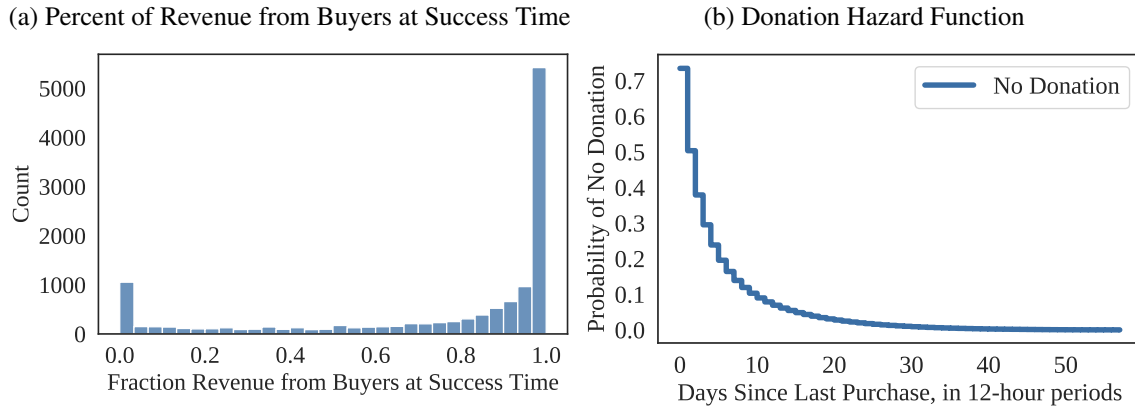 (a) Percent of Revenue from Buyers at Success Time
5000
4000
3000
2000
1000
0
Count
0.0 0.2 0.4 0.6 0.8 1.0
Fraction Revenue from Buyers at Success Time
(b) Donation Hazard Function
0.7
0.6
0.5
0.4
0.3
0.2
0.1
0.0
Probability of No Donation
No Donation
0 10 20 30 40 50
Days Since Last Purchase, in 12-hour periods